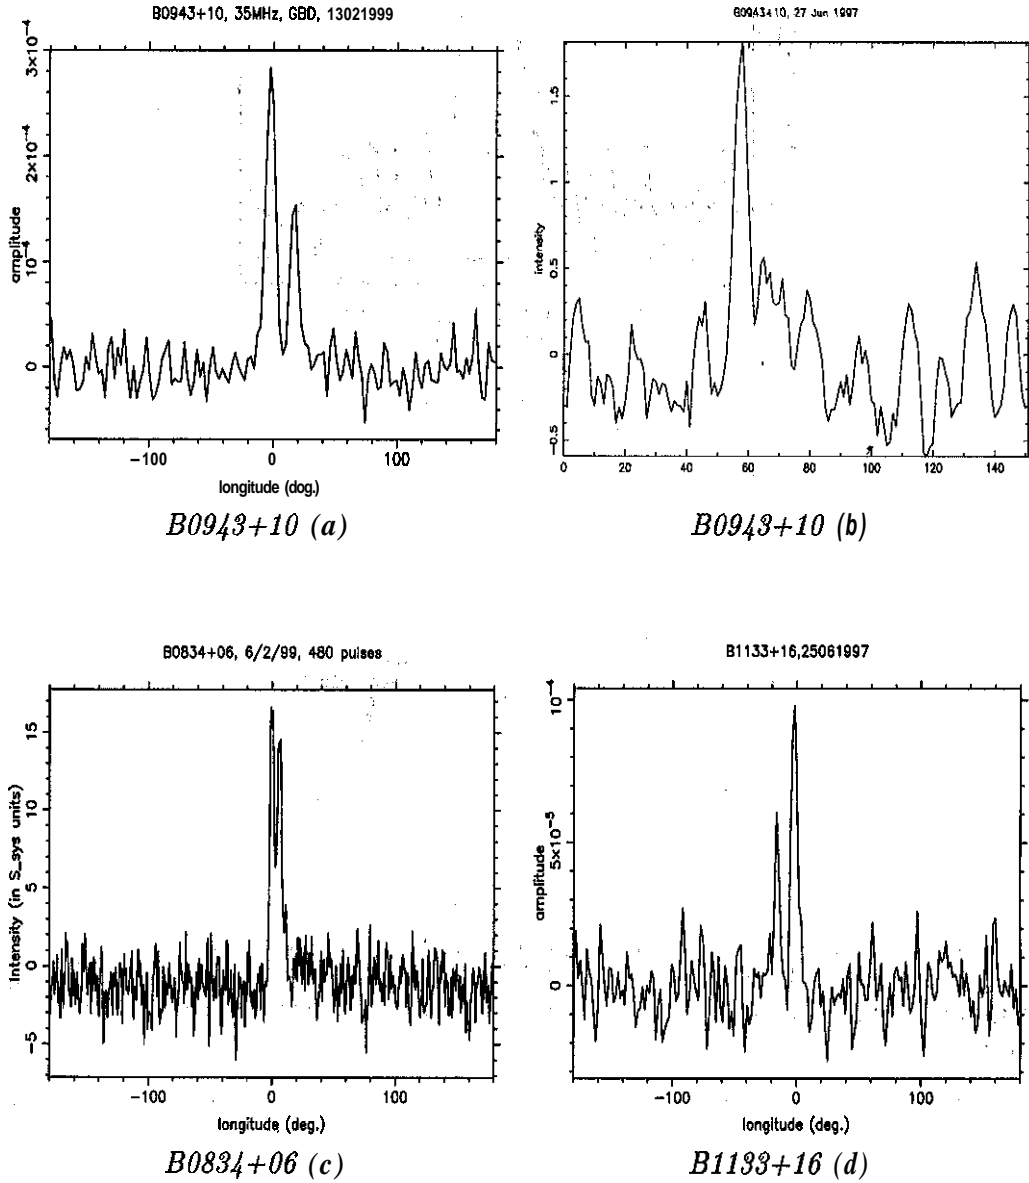 B0943+10, 35MHz, GBD, 13021999
3×10⁻⁴
2×10⁻⁴
10⁻⁴
0
amplitude
−100 0 100
longitude (dog.)
B0943+10 (a)
B0943+10, 27 Jun 1997
1.5
1
0.5
0
−0.5
intensity
0 20 40 60 80 100 120 140
B0943+10 (b)
B0834+06, 6/2/99, 480 pulses
15
10
5
0
−5
Intensity (in S_sys units)
−100 0 100
longitude (deg.)
B0834+06 (c)
B1133+16,25061997
10⁻⁴
5×10⁻⁵
0
amplitude
−100 0 100
longitude (deg.)
B1133+16 (d)